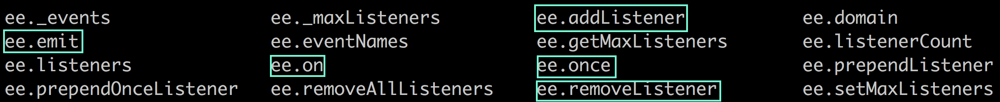 ee._events ee._maxListeners ee.addListener ee.domain
ee.emit ee.eventNames ee.getMaxListeners ee.listenerCount
ee.listeners ee.on ee.once ee.prependListener
ee.prependOnceListener ee.removeAllListeners ee.removeListener ee.setMaxListeners